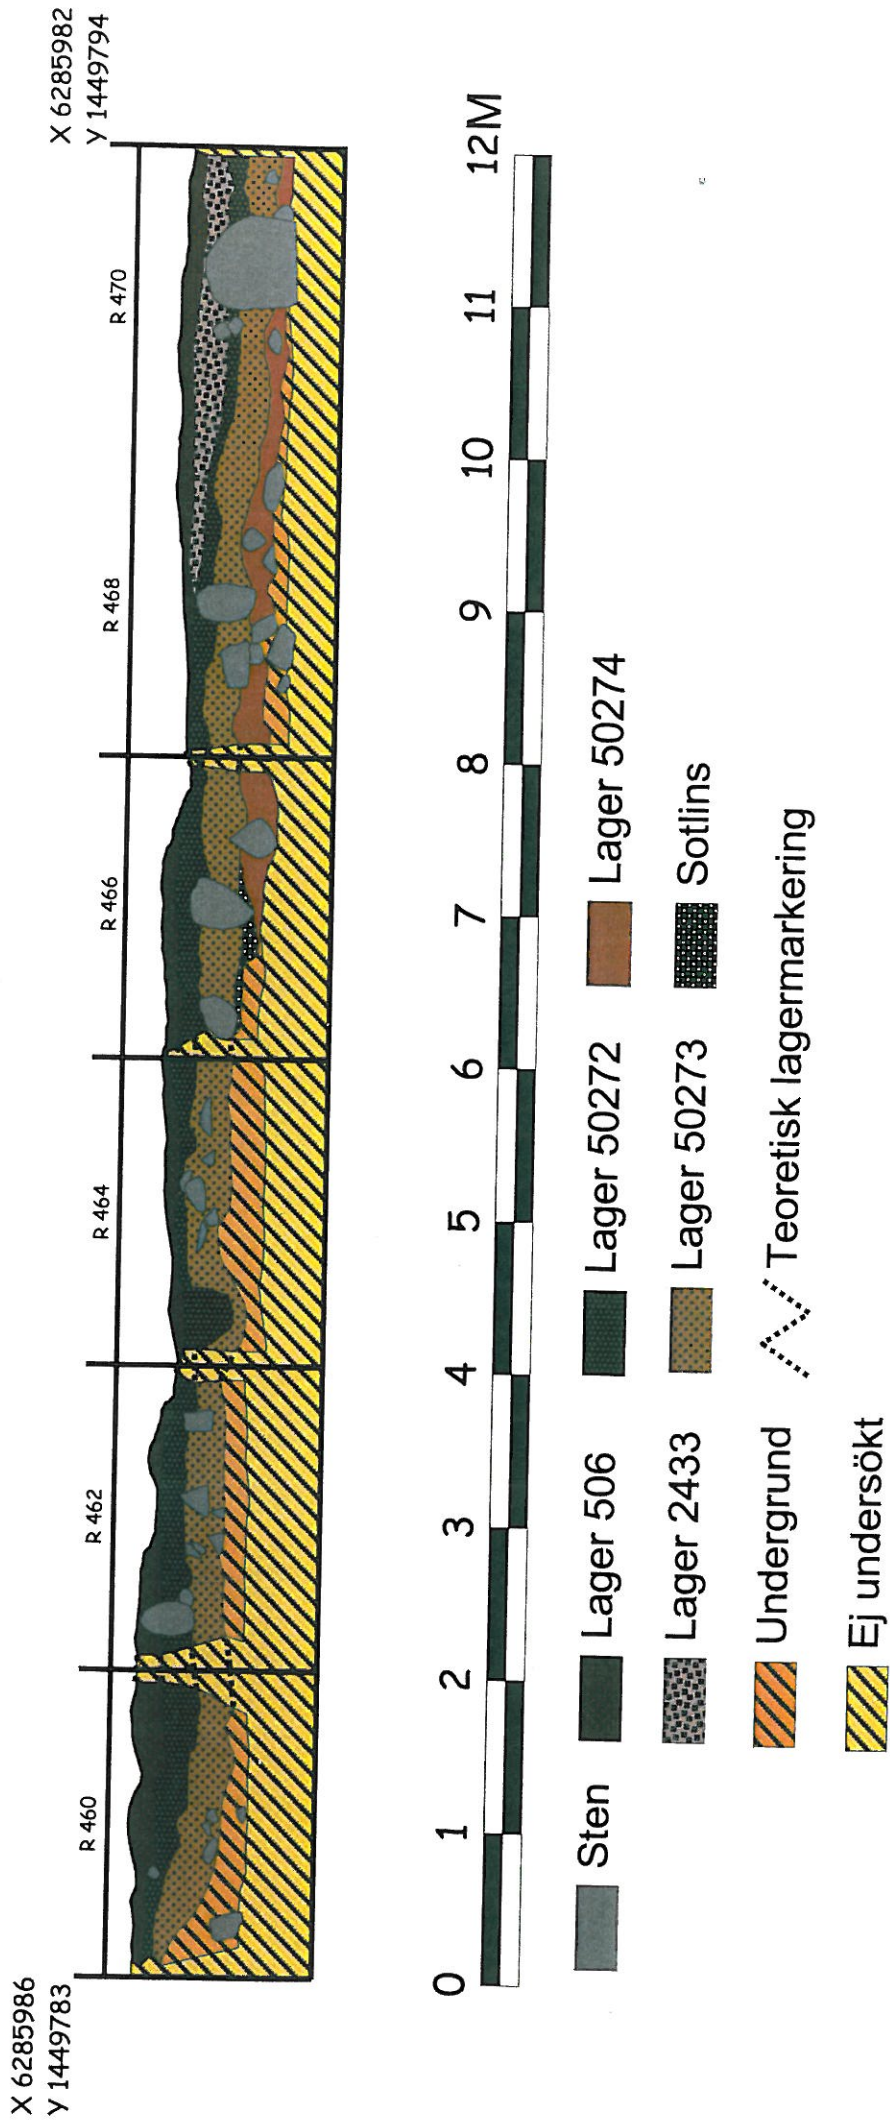 X 6285986
Y 1449783
X 6285982
Y 1449794
R 460
R 462
R 464
R 466
R 468
R 470
0 1 2 3 4 5 6 7 8 9 10 11 12 M
Sten
Lager 506
Lager 50272
Lager 50274
Lager 2433
Lager 50273
Sotlins
Undergrund
Teoretisk lagermarkering
Ej undersökt